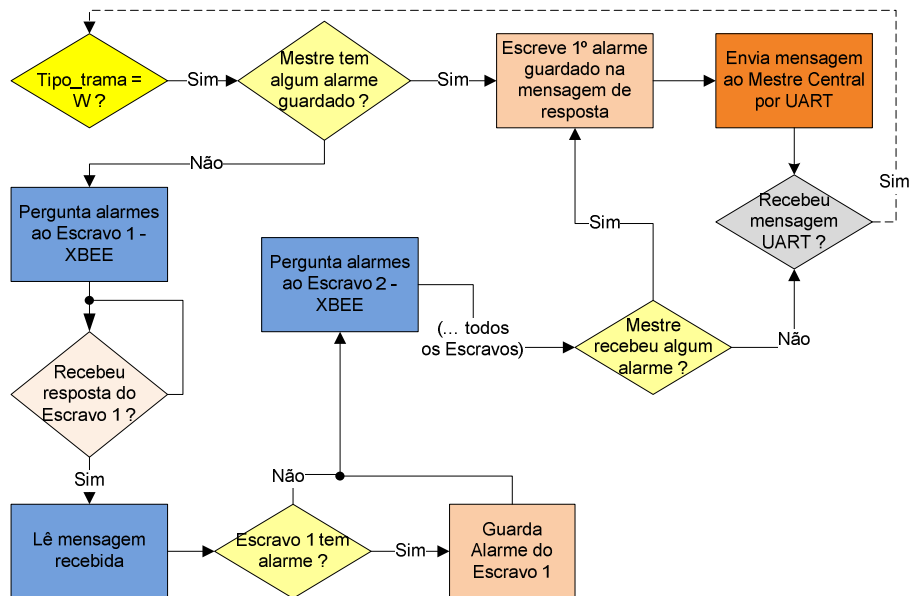 Tipo_trama =
W ?
Sim
Mestre tem
algum alarme
guardado ?
Sim
Escreve 1º alarme
guardado na
mensagem de
resposta
Envia mensagem
ao Mestre Central
por UART
Não
Sim
Pergunta alarmes
ao Escravo 1 -
XBEE
Recebeu
mensagem
UART ?
Sim
Pergunta alarmes
ao Escravo 2 -
XBEE
(... todos
os Escravos)
Mestre
recebeu algum
alarme ?
Não
Recebeu
resposta do
Escravo 1 ?
Sim
Não
Lê mensagem
recebida
Escravo 1 tem
alarme ?
Sim
Guarda
Alarme do
Escravo 1